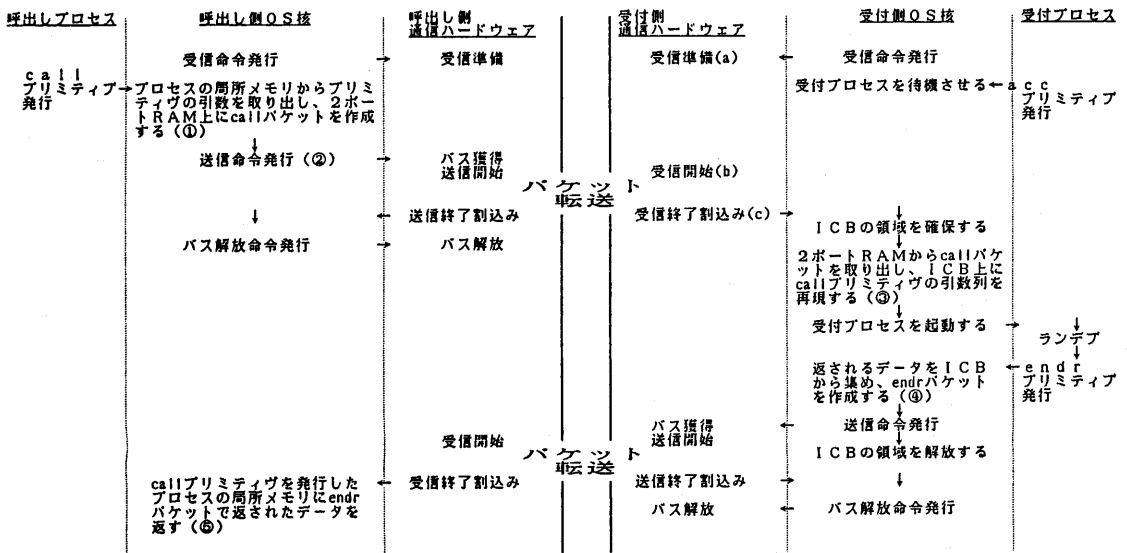 呼出しプロセス 呼出し側OS核 呼出し側 受付側 受付側OS核 受付プロセス
通信ハードウェア 通信ハードウェア
受信命令発行 → 受信準備 受信準備(a) ← 受信命令発行
call
プリミティブ→プロセスの局所メモリからプリミ 受付プロセスを待機させる←acc
発行 ティヴの引数を取り出し、2ポー プリミティブ
トRAM上にcallパケットを作成 発行
する(①)
↓
送信命令発行(②) → バス獲得
送信開始 受信開始(b)
パケット
転送
↓ ← 送信終了割込み 受信終了割込み(c) → ↓
ICBの領域を確保する
バス解放命令発行 → バス解放 ↓
2ポートRAMからcallパケ
ットを取り出し、ICB上に
callプリミティヴの引数列を
再現する(③)
↓
受付プロセスを起動する → ↓
ランデブ
↓
返されるデータをICB ←endr
から集め、endrパケット プリミティブ
を作成する(④) 発行
↓
バス獲得 ← 送信命令発行
受信開始 送信開始 ↓
パケット ICBの領域を解放する
転送
callプリミティヴを発行した ← 受信終了割込み 送信終了割込み → ↓
プロセスの局所メモリにendr
パケットで返されたデータを バス解放 ← バス解放命令発行
返す(⑤)